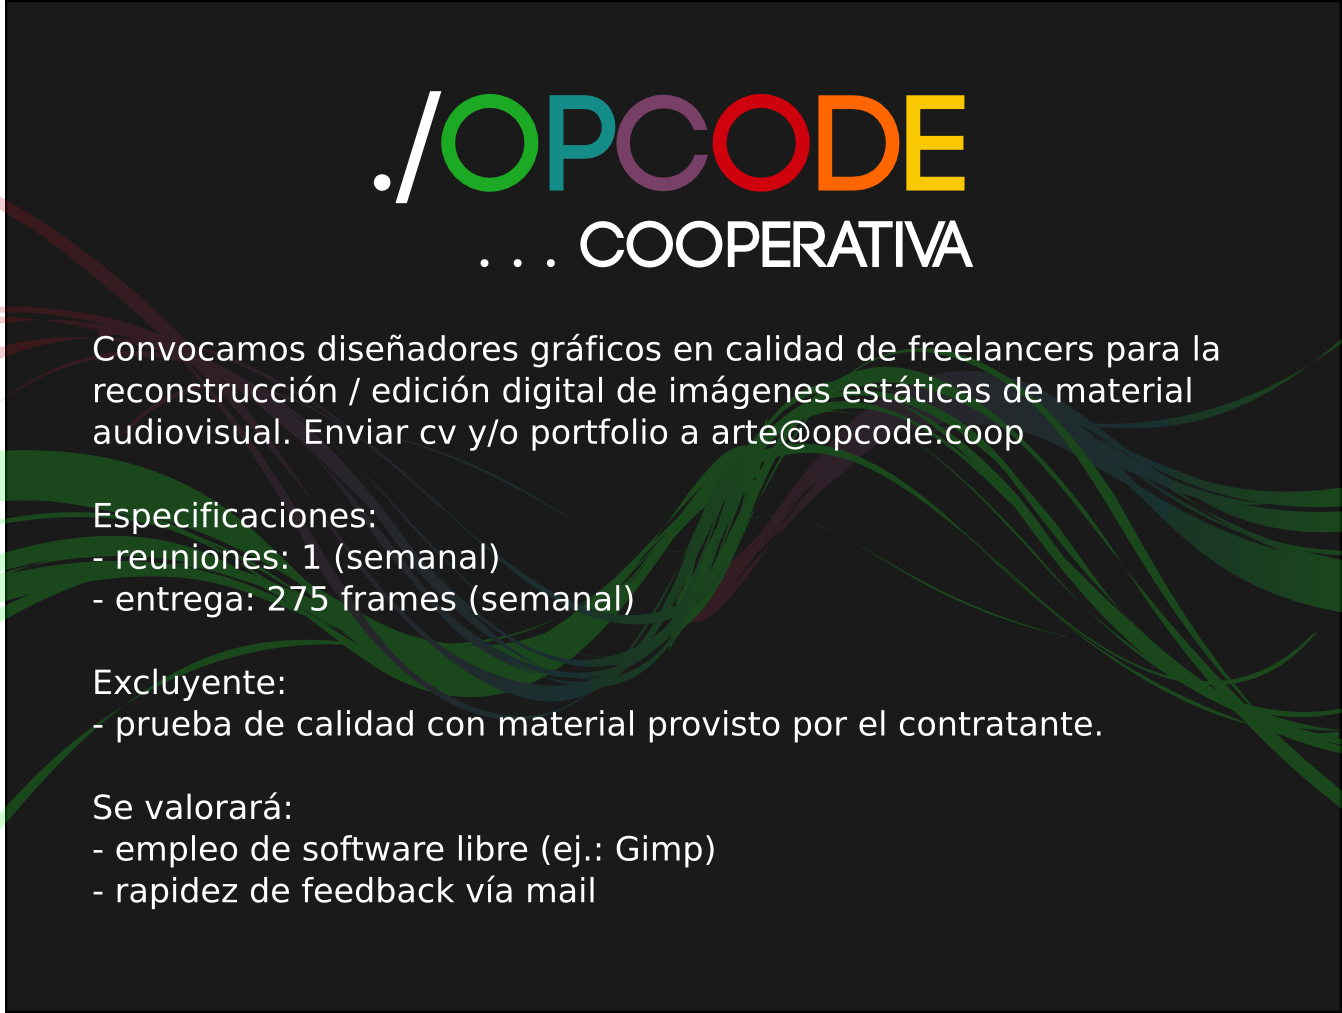 ./OPCODE
... COOPERATIVA
Convocamos diseñadores gráficos en calidad de freelancers para la
reconstrucción / edición digital de imágenes estáticas de material
audiovisual. Enviar cv y/o portfolio a arte@opcode.coop
Especificaciones:
- reuniones: 1 (semanal)
- entrega: 275 frames (semanal)
Excluyente:
- prueba de calidad con material provisto por el contratante.
Se valorará:
- empleo de software libre (ej.: Gimp)
- rapidez de feedback vía mail